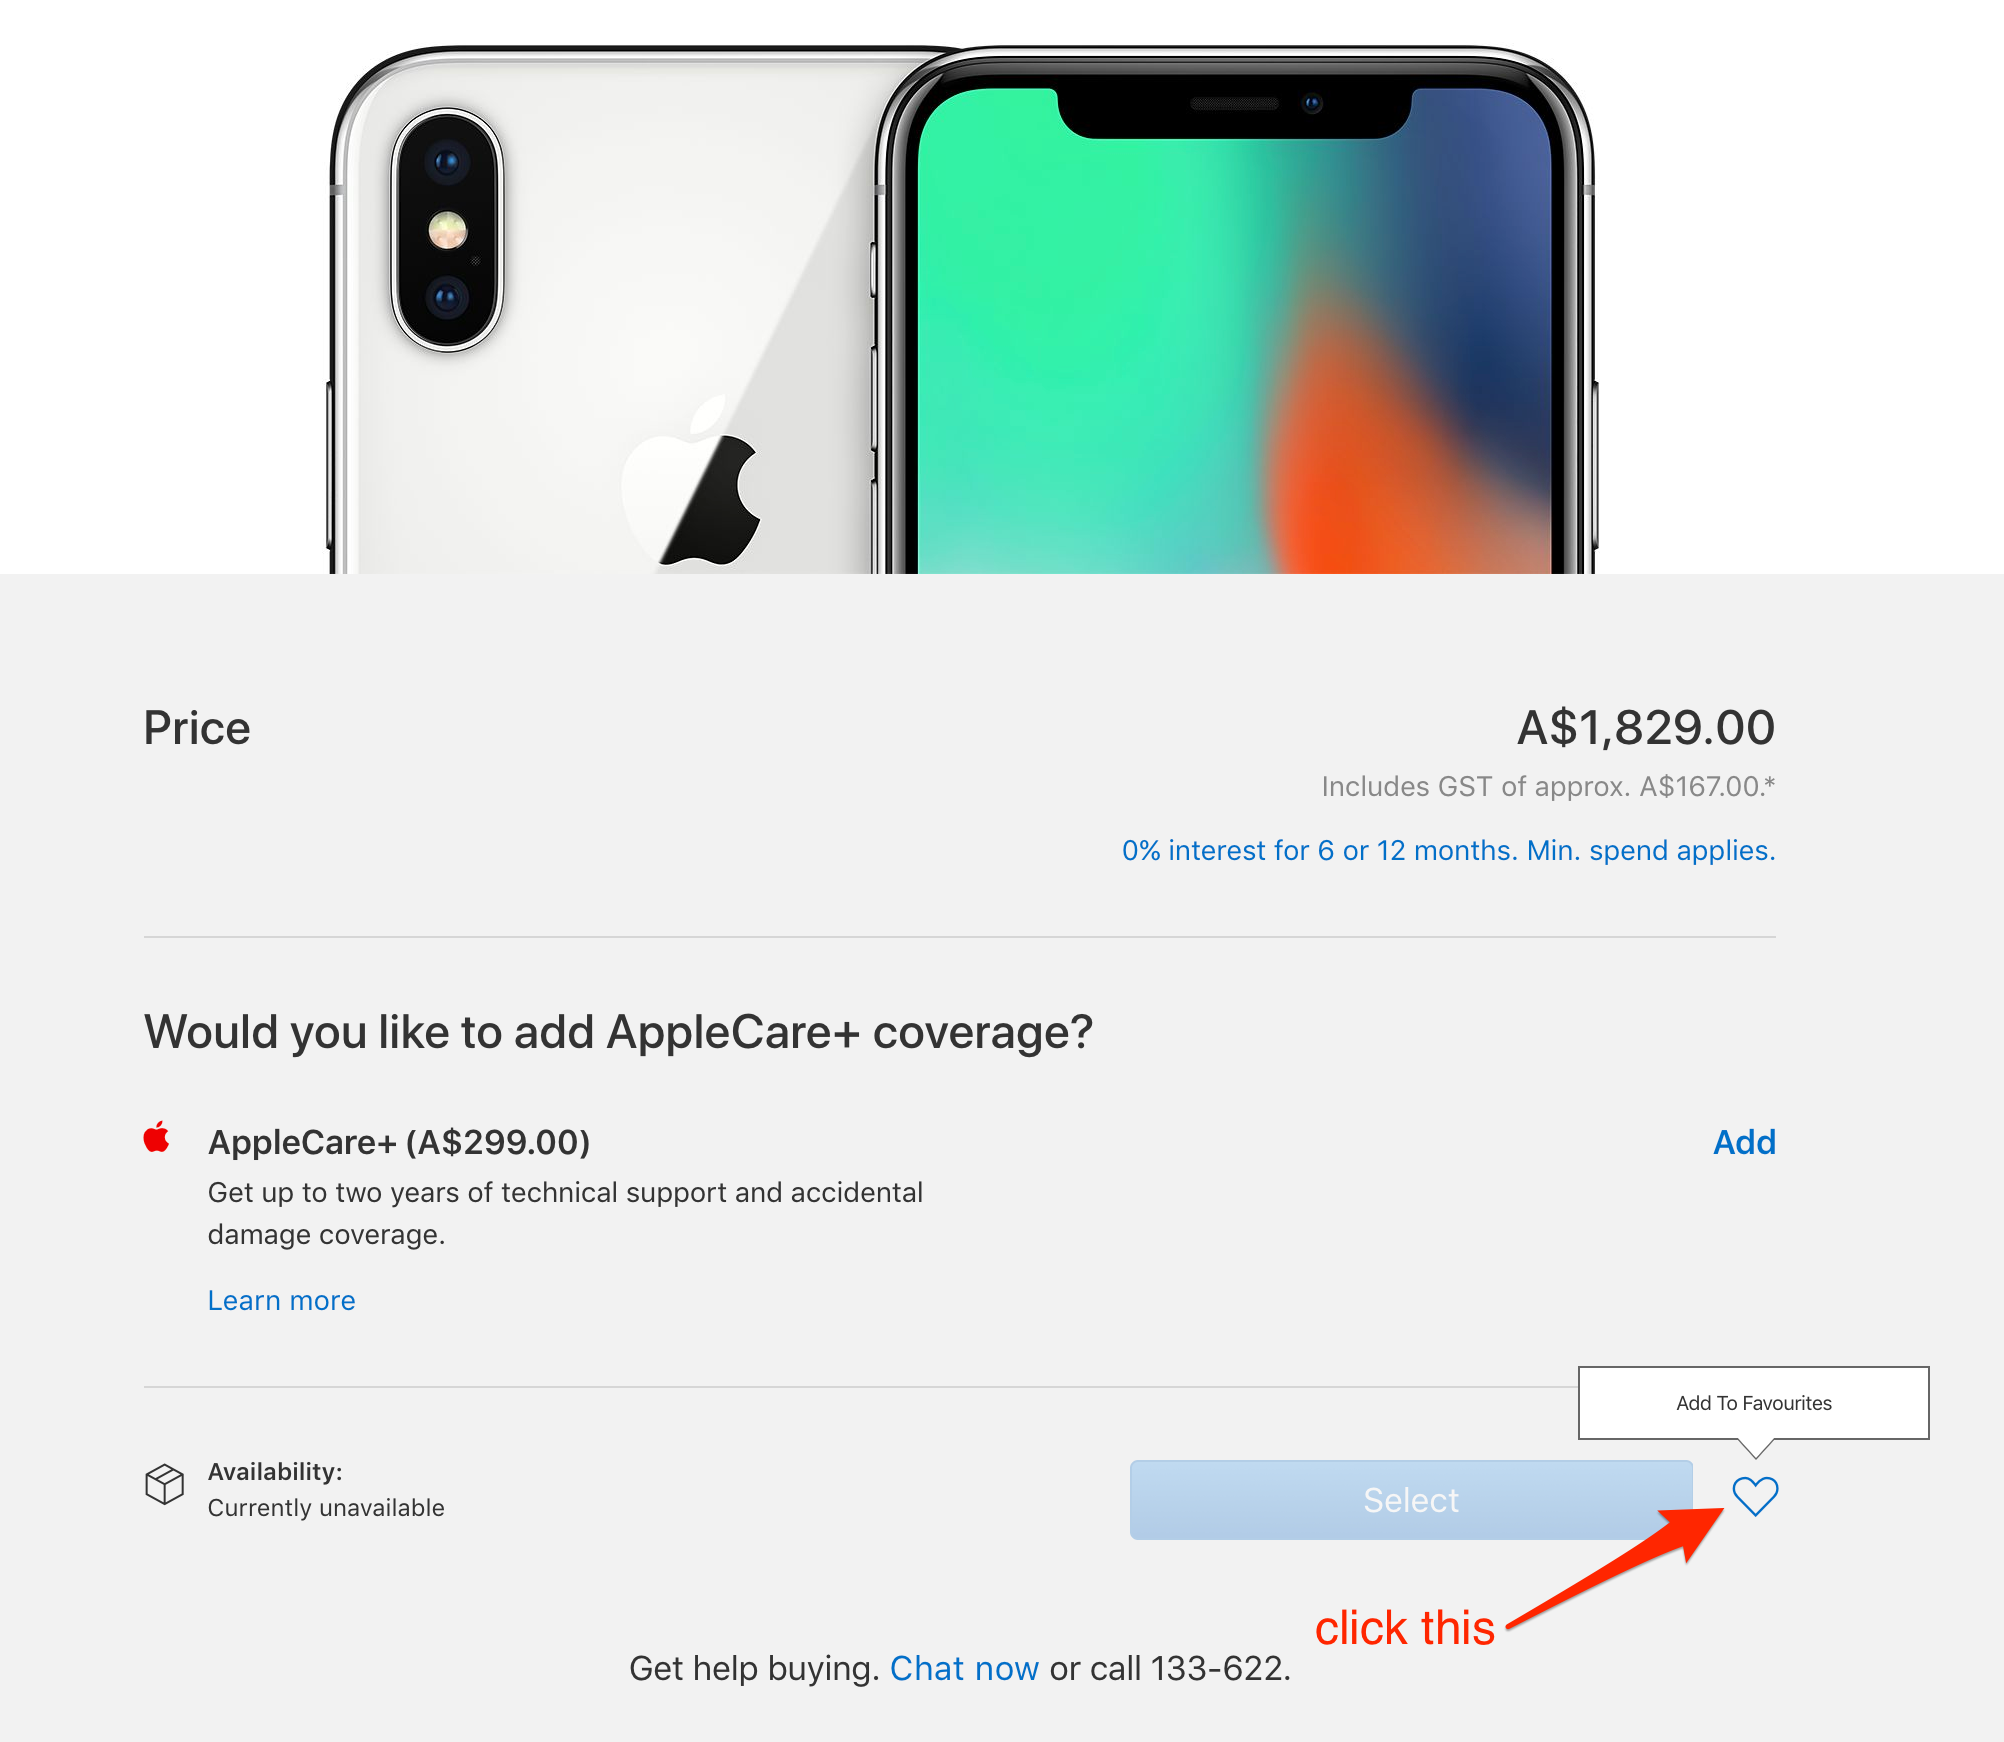 Price
A$1,829.00
Includes GST of approx. A$167.00.*
0% interest for 6 or 12 months. Min. spend applies.
Would you like to add AppleCare+ coverage?
AppleCare+ (A$299.00)
Add
Get up to two years of technical support and accidental
damage coverage.
Learn more
Add To Favourites
Availability:
Currently unavailable
Select
click this
Get help buying. Chat now or call 133-622.